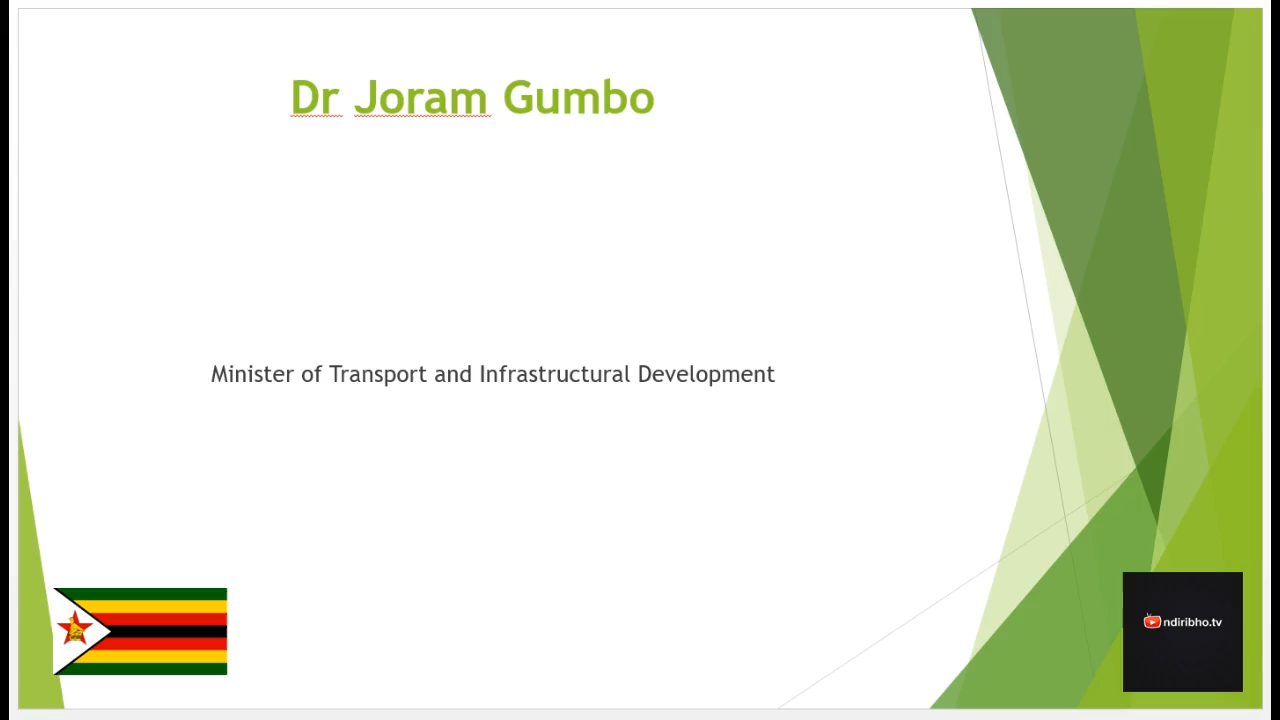 Dr Joram Gumbo
Minister of Transport and Infrastructural Development
ndiribho.tv